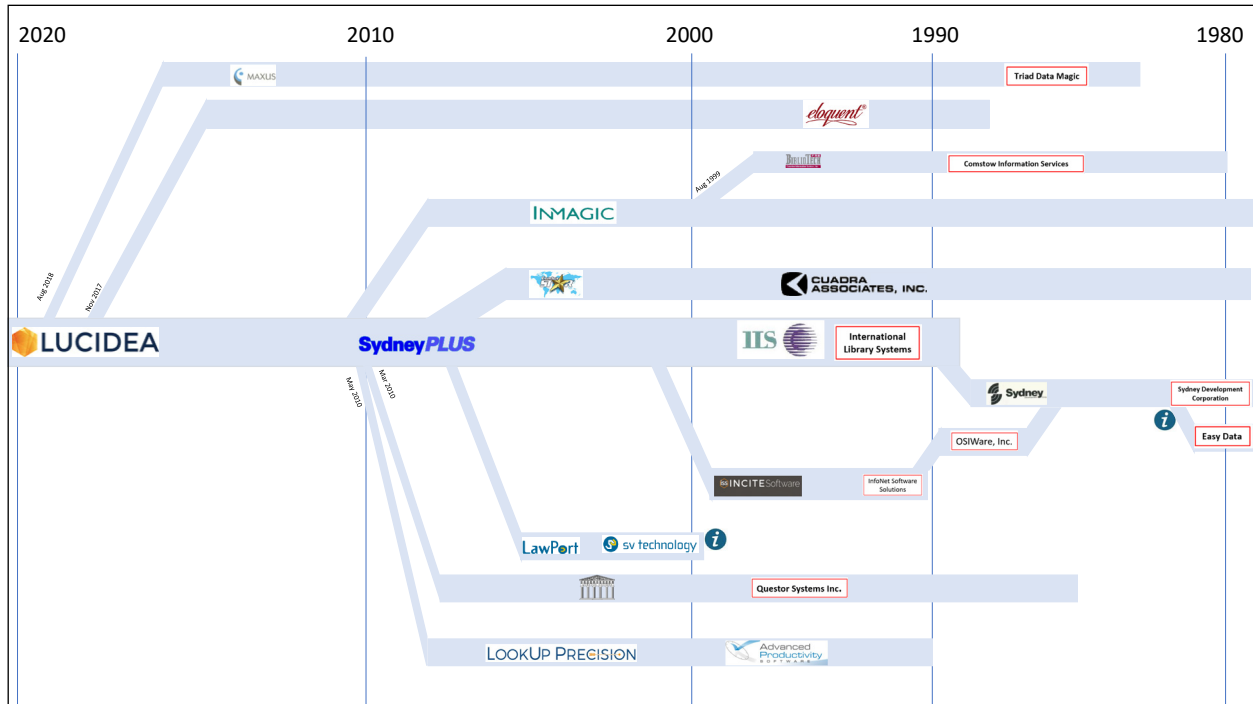 2020
2010
2000
1990
1980
MAXUS
Triad Data Magic
eloquent®
BIBLIOTECH
Comstow Information Services
Aug 1999
INMAGIC
CUADRA
ASSOCIATES, INC.
Aug 2018
Nov 2017
LUCIDEA
SydneyPLUS
IIS
International
Library Systems
May 2010
Mar 2010
Sydney
Sydney Development
Corporation
i
Easy Data
OSIWare, Inc.
INCITESoftware
InfoNet Software
Solutions
LawPort
sv technology
i
Questor Systems Inc.
LOOKUP PRECISION
Advanced
Productivity
SOFTWARE